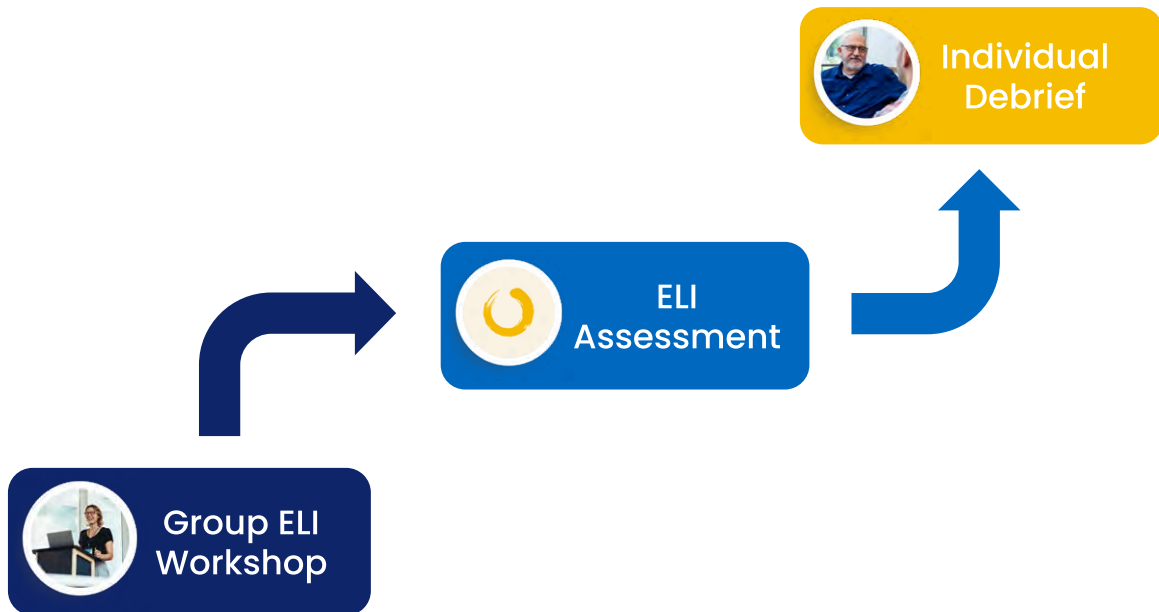 Individual
Debrief
ELI
Assessment
Group ELI
Workshop